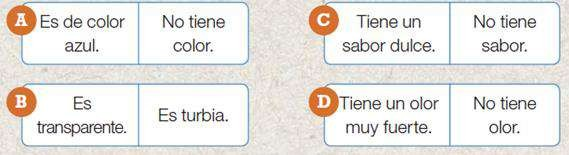 A Es de color azul.
No tiene color.
B Es transparente.
Es turbia.
C Tiene un sabor dulce.
No tiene sabor.
D Tiene un olor muy fuerte.
No tiene olor.